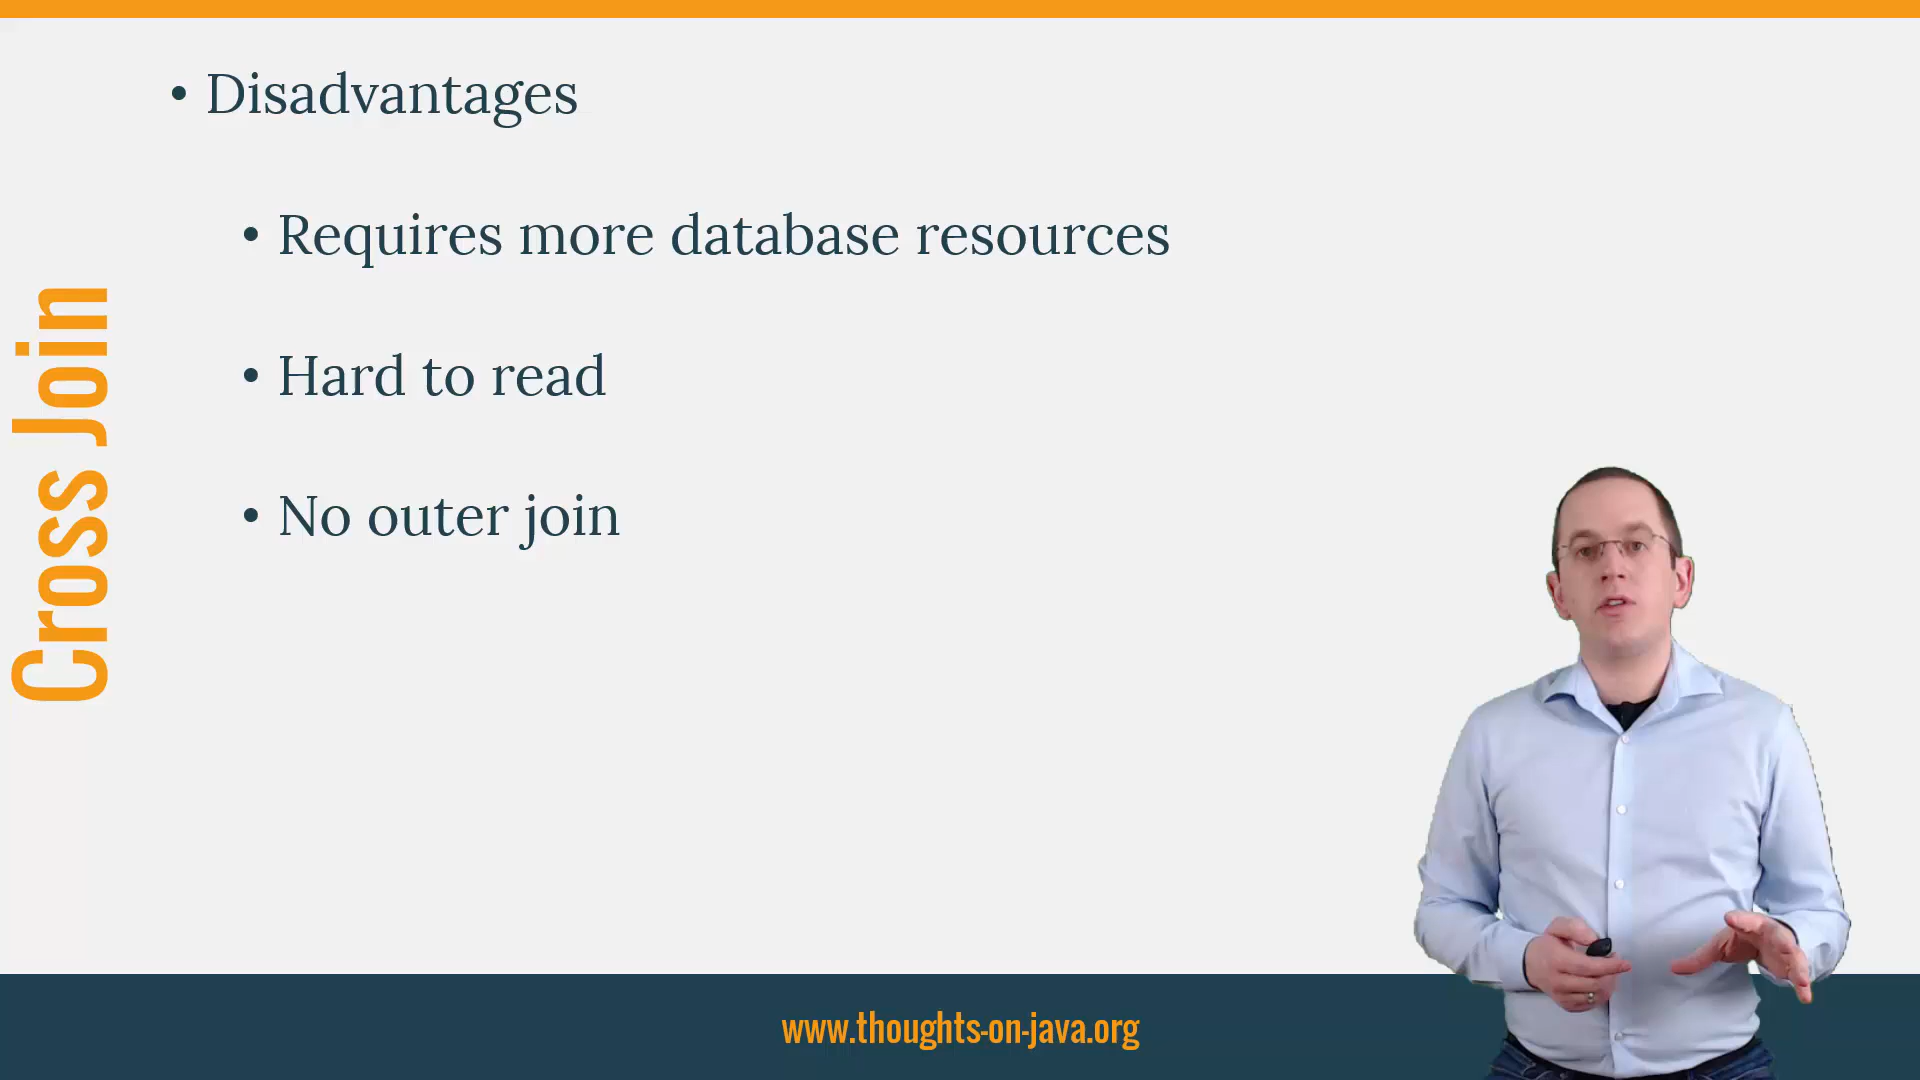 Cross Join
• Disadvantages
• Requires more database resources
• Hard to read
• No outer join
www.thoughts-on-java.org